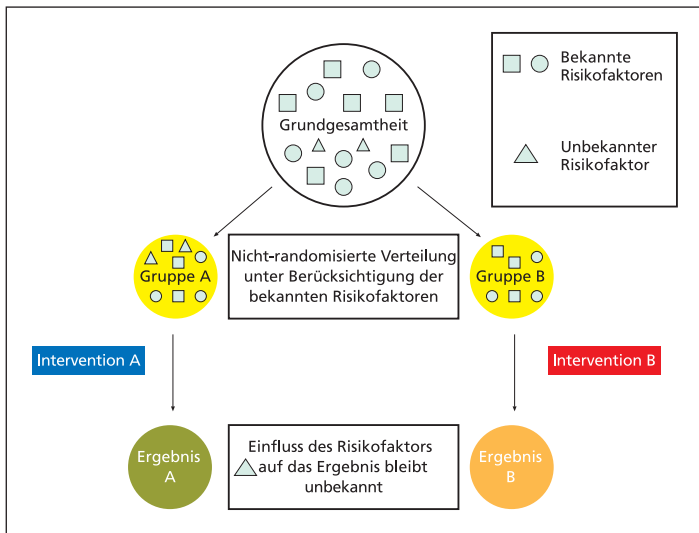 Grundgesamtheit
Bekannte
Risikofaktoren
Unbekannter
Risikofaktor
Gruppe A
Nicht-randomisierte Verteilung
unter Berücksichtigung der
bekannten Risikofaktoren
Gruppe B
Intervention A
Intervention B
Ergebnis
A
Einfluss des Risikofaktors
auf das Ergebnis bleibt
unbekannt
Ergebnis
B